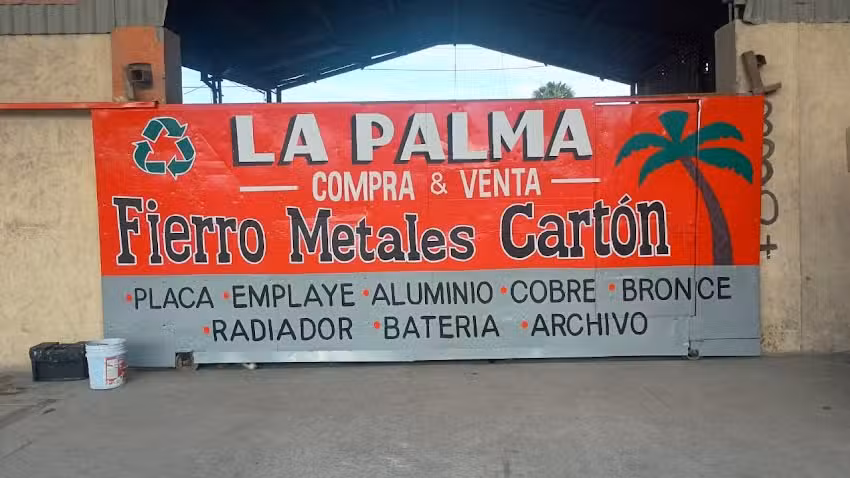 LA PALMA
COMPRA & VENTA
Fierro Metales Cartón
•PLACA •EMPLAYE •ALUMINIO •COBRE •BRONCE
•RADIADOR •BATERIA •ARCHIVO